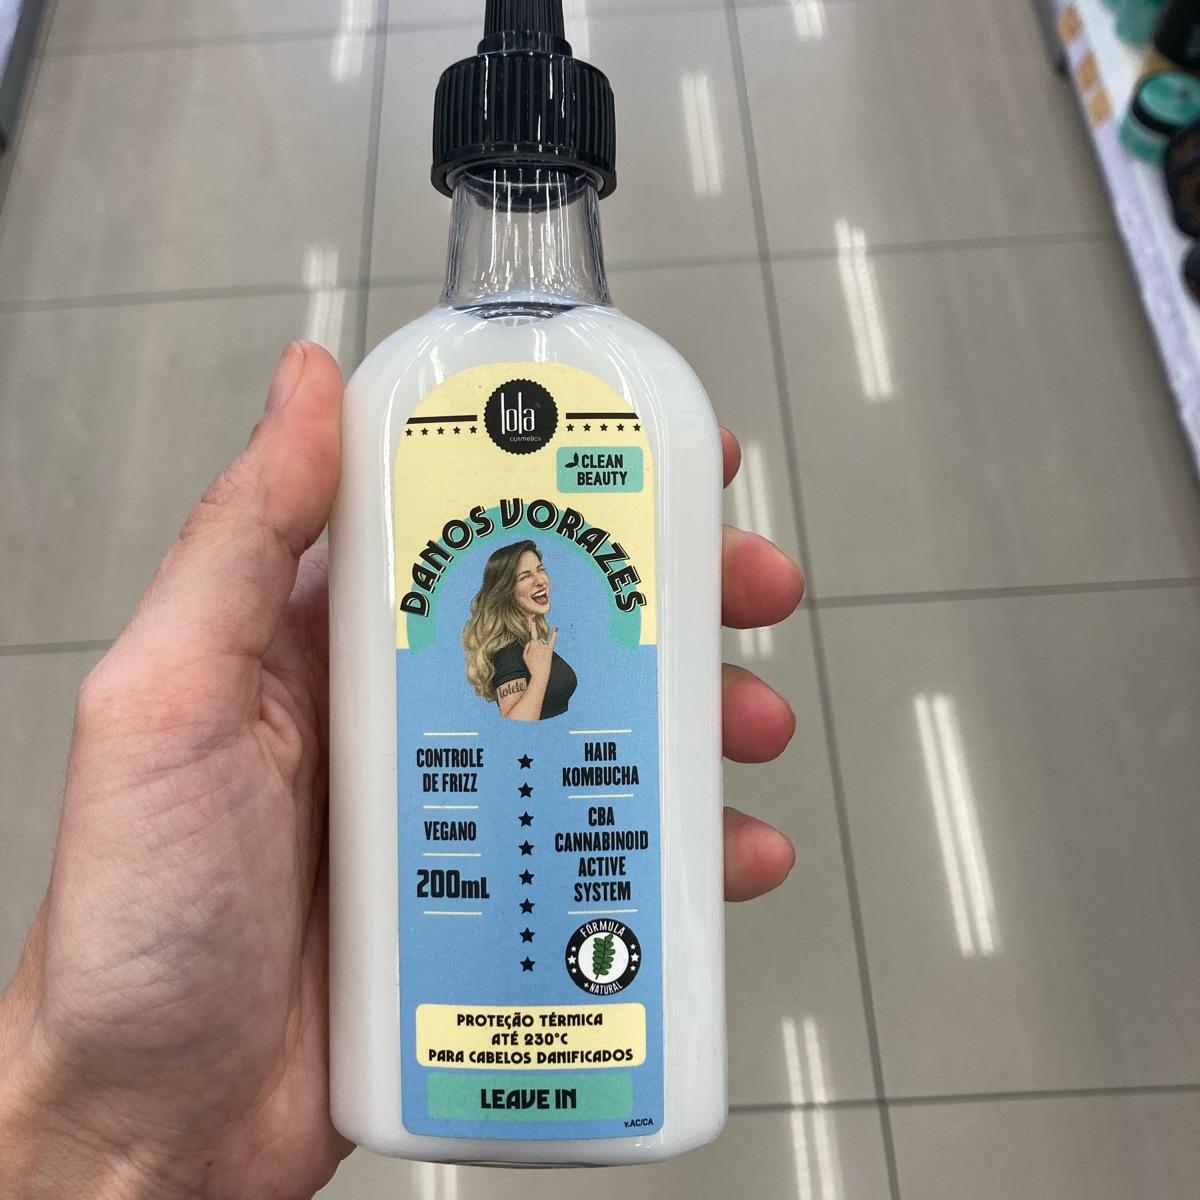 lola
cosmetics
CLEAN
BEAUTY
DANOS VORAZES
lolete
CONTROLE
DE FRIZZ
VEGANO
200mL
HAIR
KOMBUCHA
CBA
CANNABINOID
ACTIVE
SYSTEM
FÓRMULA
+ NATURAL
PROTEÇÃO TÉRMICA
ATÉ 230°C
PARA CABELOS DANIFICADOS
LEAVE IN
v.AC/CA